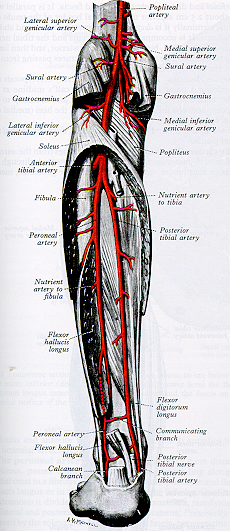 Popliteal
artery
Lateral superior
genicular artery
Medial superior
genicular artery
Sural artery
Sural artery
Gastrocnemius
Gastrocnemius
Lateral inferior
genicular artery
Medial inferior
genicular artery
Soleus
Popliteus
Anterior
tibial artery
Fibula
Nutrient artery
to tibia
Peroneal
artery
Posterior
tibial artery
Nutrient
artery to
fibula
Flexor
hallucis
longus
Flexor
digitorum
longus
Peroneal artery
Communicating
branch
Flexor hallucis
longus
Posterior
tibial nerve
Calcanean
branch
Posterior
tibial artery